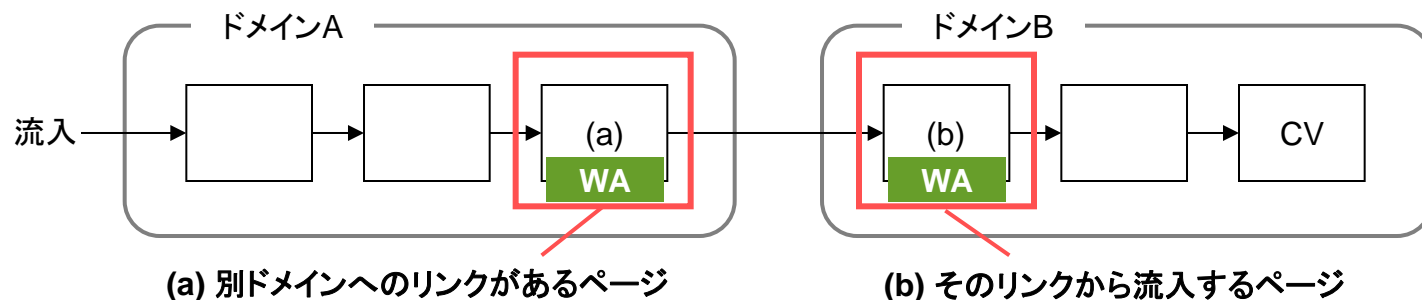 ドメインA
ドメインB
流入
(a)
WA
(b)
WA
CV
(a) 別ドメインへのリンクがあるページ
(b) そのリンクから流入するページ